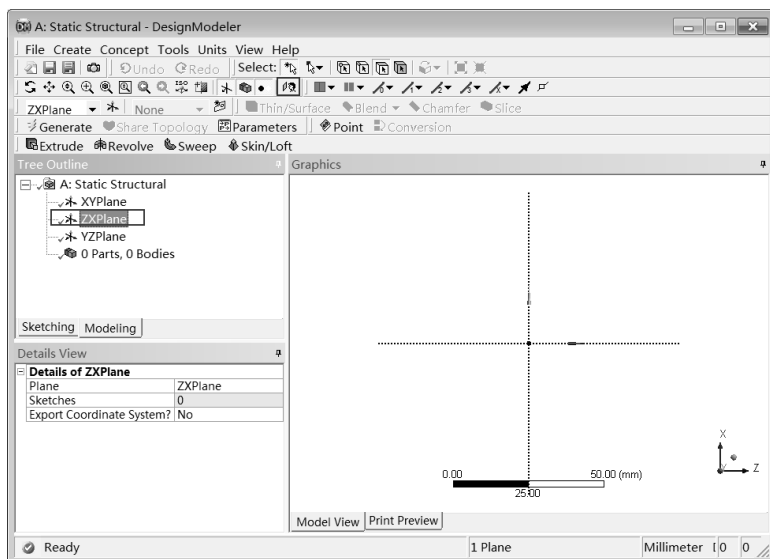 A: Static Structural - DesignModeler
File Create Concept Tools Units View Help
Undo Redo Select:
ZXPlane None Thin/Surface Blend Chamfer Slice
Generate Share Topology Parameters Point Conversion
Extrude Revolve Sweep Skin/Loft
Tree Outline
A: Static Structural
XYPlane
ZXPlane
YZPlane
0 Parts, 0 Bodies
Sketching Modeling
Details View
Details of ZXPlane
Plane ZXPlane
Sketches 0
Export Coordinate System? No
Graphics
X
Z
0.00 50.00 (mm)
25.00
Model View Print Preview
Ready 1 Plane Millimeter 0 0